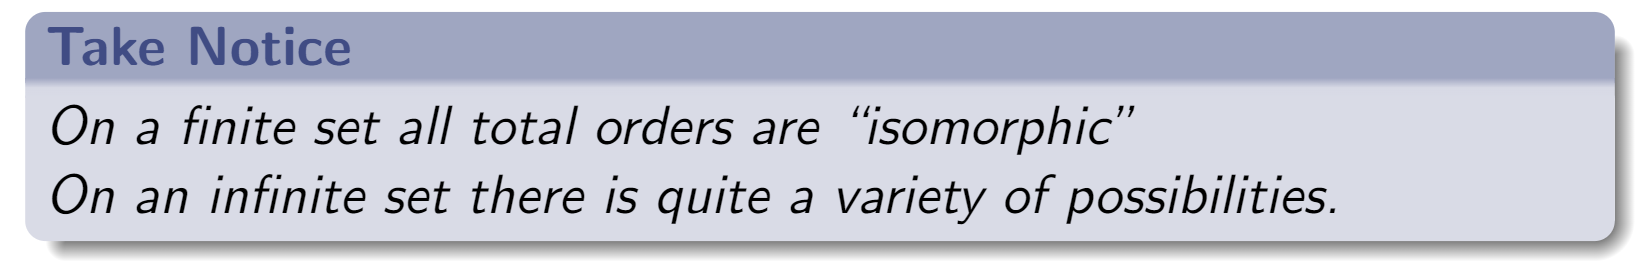 Take Notice
On a finite set all total orders are “isomorphic”
On an infinite set there is quite a variety of possibilities.